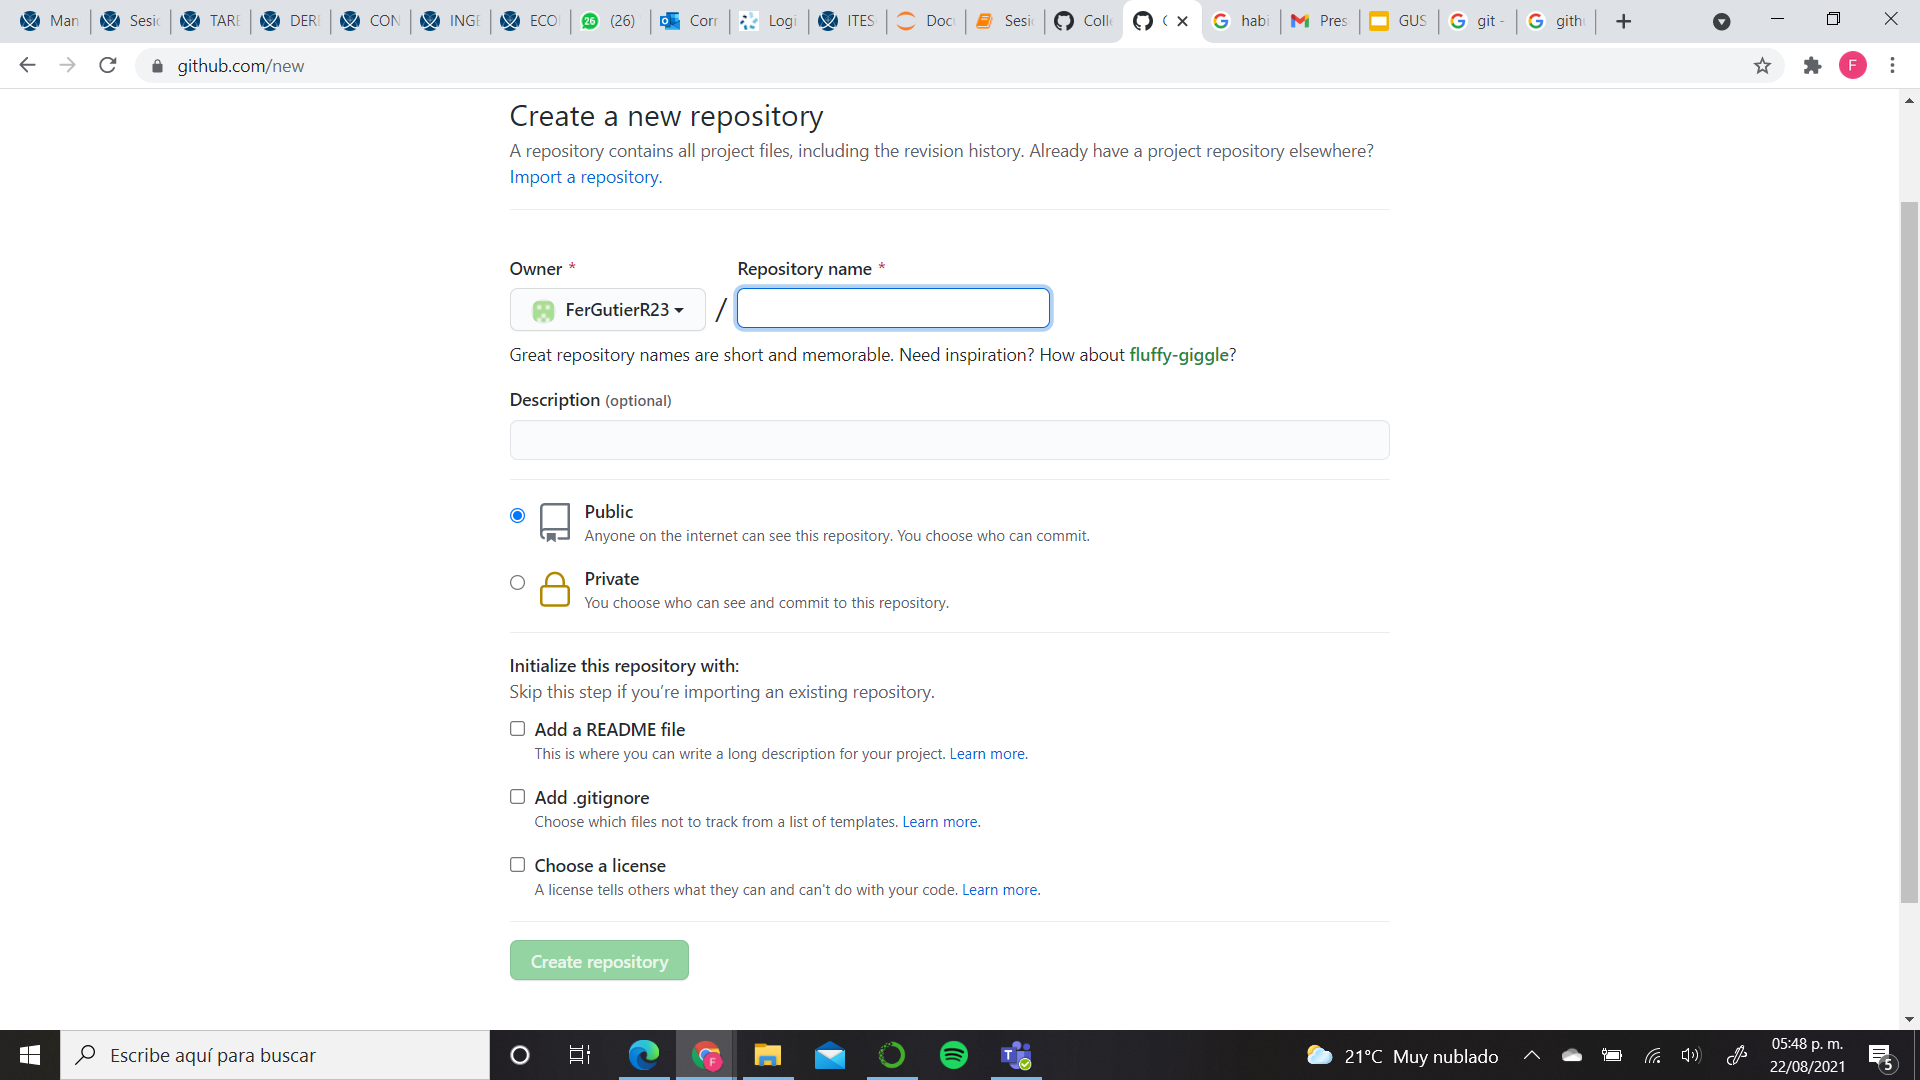 Man
Sesi
TARE
DERI
CON
INGE
ECO
26 (26)
Corr
Logi
ITES
Doc
Sesi
Colle
habi
Pres
GUS
git -
gith
github.com/new
F
Create a new repository
A repository contains all project files, including the revision history. Already have a project repository elsewhere?
Import a repository.
Owner * Repository name *
FerGutierR23 /
Great repository names are short and memorable. Need inspiration? How about fluffy-giggle?
Description (optional)
Public
Anyone on the internet can see this repository. You choose who can commit.
Private
You choose who can see and commit to this repository.
Initialize this repository with:
Skip this step if you’re importing an existing repository.
Add a README file
This is where you can write a long description for your project. Learn more.
Add .gitignore
Choose which files not to track from a list of templates. Learn more.
Choose a license
A license tells others what they can and can't do with your code. Learn more.
Create repository
Escribe aquí para buscar
F
21°C Muy nublado
05:48 p. m.
22/08/2021
5